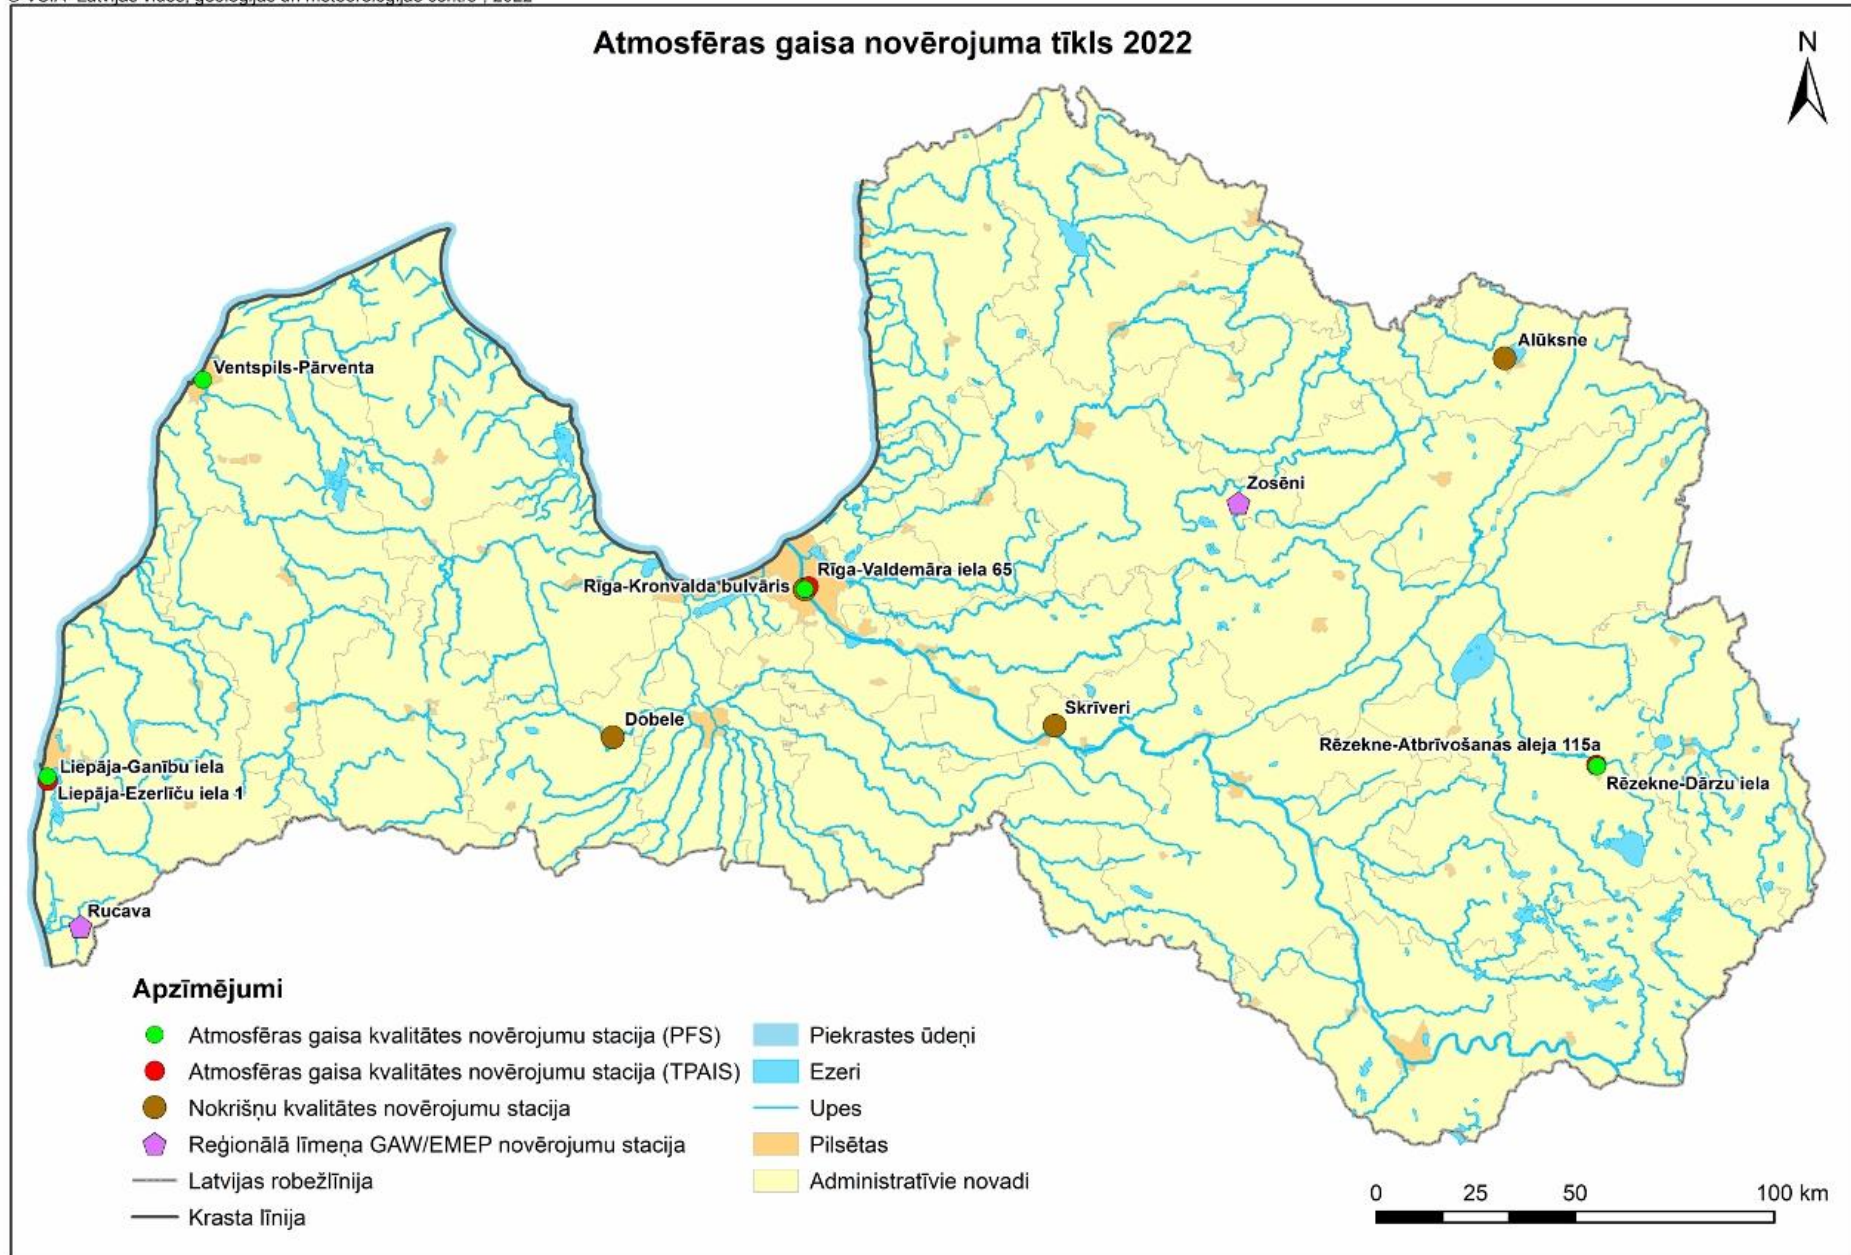 Atmosfēras gaisa novērojuma tīkls 2022
N
Alūksne
Ventspils-Pārventa
Zosēni
Rīga-Valdemāra iela 65
Rīga-Kronvalda bulvāris
Skrīveri
Dobele
Rēzekne-Atbrīvošanas aleja 115a
Liepāja-Ganību iela
Rēzekne-Dārzu iela
Liepāja-Ezerlīču iela 1
Rucava
Apzīmējumi
Atmosfēras gaisa kvalitātes novērojumu stacija (PFS)
Atmosfēras gaisa kvalitātes novērojumu stacija (TPAIS)
Nokrišņu kvalitātes novērojumu stacija
Reģionālā līmeņa GAW/EMEP novērojumu stacija
Latvijas robežlīnija
Krasta līnija
Piekrastes ūdeņi
Ezeri
Upes
Pilsētas
Administratīvie novadi
0 25 50 100 km